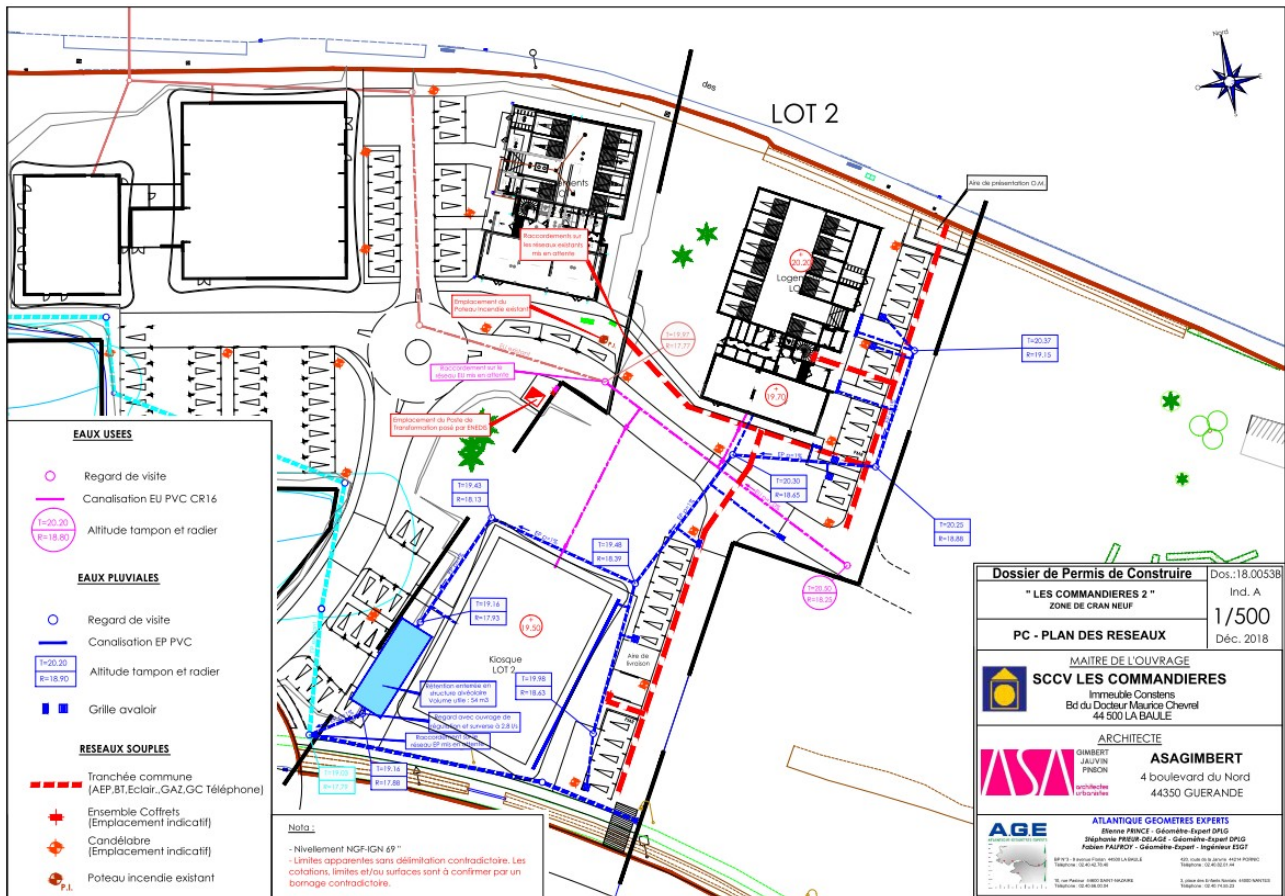 Nord
des
LOT 2
Aire de présentation O.M.
Raccordements sur
les réseaux existants
mis en attente
+
20.20
Emplacement du
Poteau Incendie existant
P.I.
T=19.97
R=17.77
T=20.37
R=19.15
Raccordement sur le
réseau EU mis en attente
+
19.70
Emplacement du Poste de
Transformation posé par ENEDIS
T=19.43
R=18.13
T=20.30
R=18.65
T=20.25
R=18.88
T=19.48
R=18.39
R=18.25
T=19.16
R=17.93
+
19.50
Kiosque
LOT 2
Aire de
livraison
Rétention enterrée en
structure alvéolaire
Volume utile : 54 m3
T=19.98
R=18.63
Regard avec ouvrage de
régulation et surverse à 2.8 l/s
Raccordement sur le
réseau EP mis en attente
T=19.16
R=17.88
EAUX USEES
Regard de visite
Canalisation EU PVC CR16
T=20.20
R=18.80
Altitude tampon et radier
EAUX PLUVIALES
Regard de visite
Canalisation EP PVC
T=20.20
R=18.90
Altitude tampon et radier
Grille avaloir
RESEAUX SOUPLES
Tranchée commune
(AEP,BT,Eclair.,GAZ,GC Téléphone)
Ensemble Coffrets
(Emplacement indicatif)
Candélabre
(Emplacement indicatif)
Poteau incendie existant
P.I.
Nota :
- Nivellement NGF-IGN 69 "
- Limites apparentes sans délimitation contradictoire. Les
cotations, limites et/ou surfaces sont à confirmer par un
bornage contradictoire.
Dossier de Permis de Construire
Dos.:18.0053B
" LES COMMANDIERES 2 "
ZONE DE CRAN NEUF
Ind. A
1/500
PC - PLAN DES RESEAUX
Déc. 2018
MAITRE DE L'OUVRAGE
SCCV LES COMMANDIERES
Immeuble Constens
Bd du Docteur Maurice Chevrel
44 500 LA BAULE
ARCHITECTE
ASA
GIMBERT
JAUVIN
PINSON
architectes
urbanistes
ASAGIMBERT
4 boulevard du Nord
44350 GUERANDE
A.G.E
ATLANTIQUE GEOMETRES EXPERTS
Etienne PRINCE - Géomètre-Expert DPLG
Stéphanie PRIEUR-DELAGE - Géomètre-Expert DPLG
Fabien PALFROY - Géomètre-Expert - Ingénieur ESGT